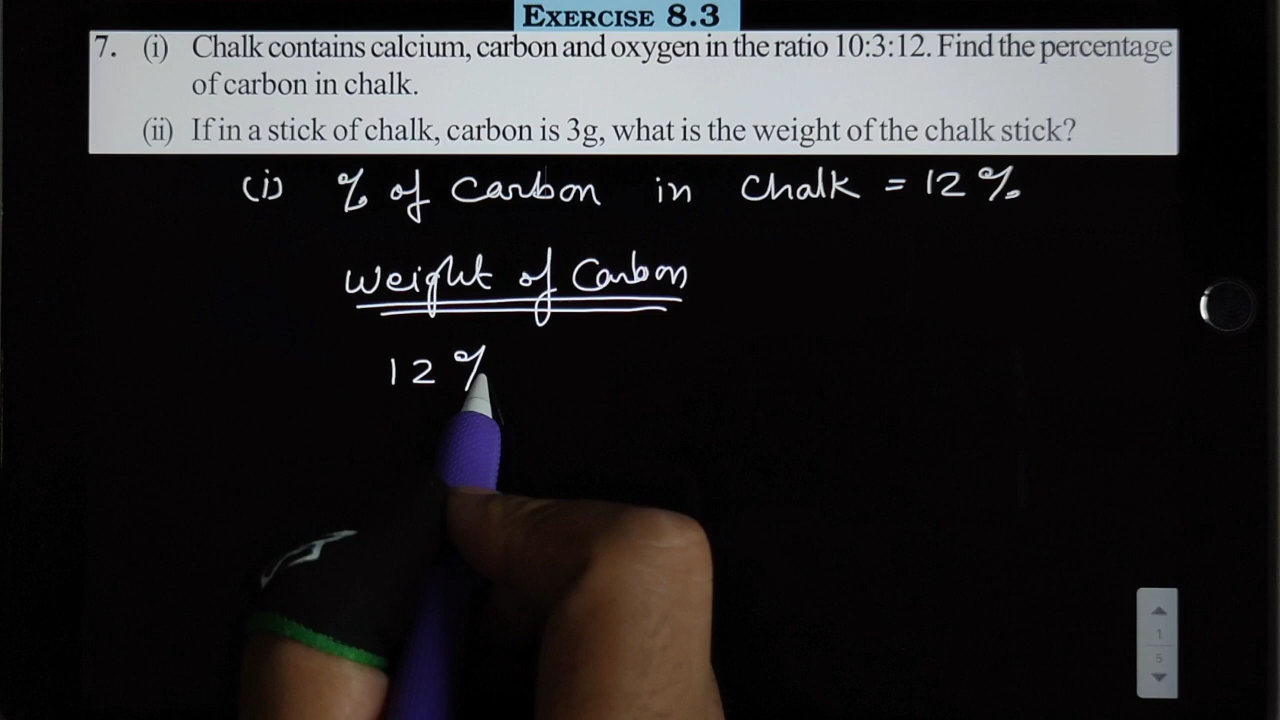 EXERCISE 8.3
7. (i) Chalk contains calcium, carbon and oxygen in the ratio 10:3:12. Find the percentage
of carbon in chalk.
(ii) If in a stick of chalk, carbon is 3g, what is the weight of the chalk stick?
(i) % of Carbon in Chalk = 12 %
Weight of Carbon
12 %
1
5